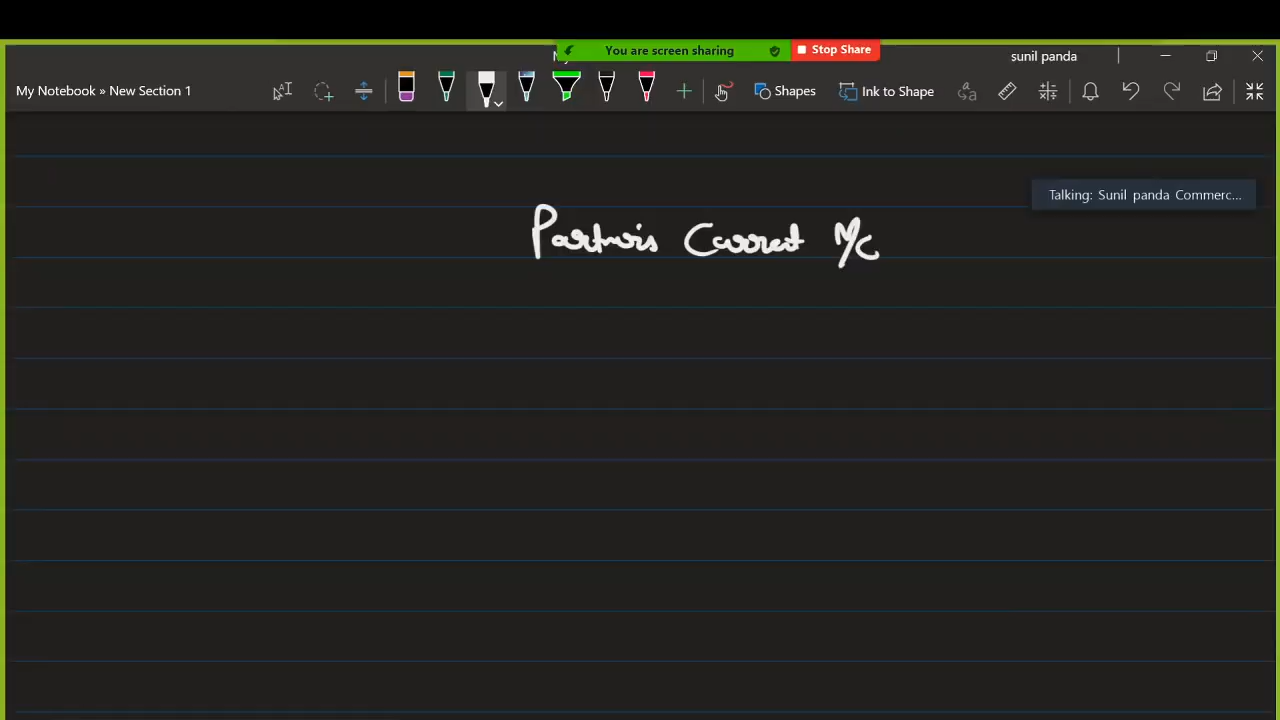 You are screen sharing
Stop Share
sunil panda
My Notebook » New Section 1
Shapes
Ink to Shape
Talking: Sunil panda Commerc...
Partner's Current A/C